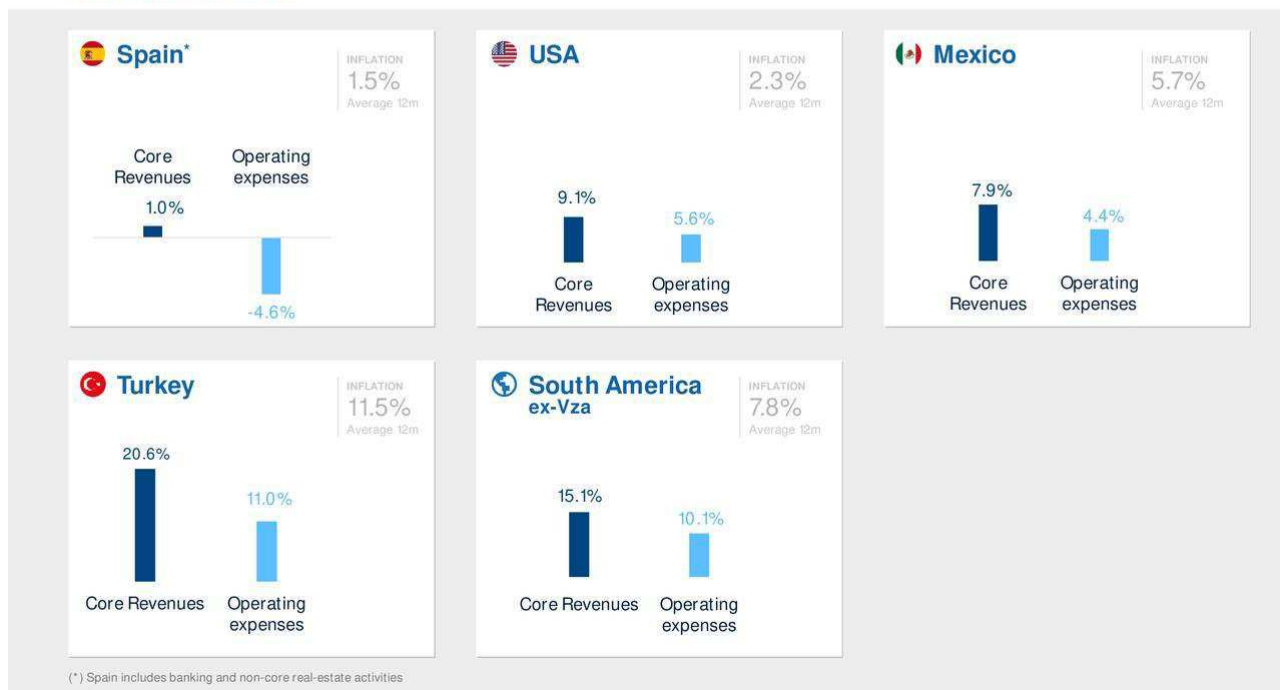 Spain*
INFLATION
1.5%
Average 12m
Core
Revenues
Operating
expenses
1.0%
-4.6%
USA
INFLATION
2.3%
Average 12m
9.1%
5.6%
Core
Revenues
Operating
expenses
Mexico
INFLATION
5.7%
Average 12m
7.9%
4.4%
Core
Revenues
Operating
expenses
Turkey
INFLATION
11.5%
Average 12m
20.6%
11.0%
Core Revenues
Operating
expenses
South America
ex-Vza
INFLATION
7.8%
Average 12m
15.1%
10.1%
Core Revenues
Operating
expenses
(*) Spain includes banking and non-core real-estate activities